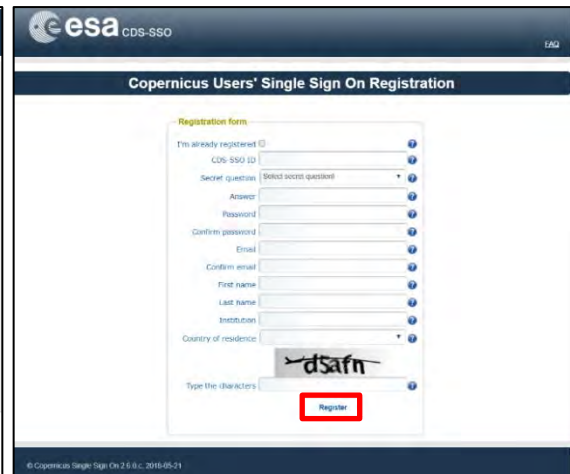 esa CDS-SSO
FAQ
Copernicus Users' Single Sign On Registration
Registration form
I'm already registered
CDS-SSO ID
Secret question Select secret question!
Answer
Password
Confirm password
Email
Confirm email
First name
Last name
Institution
Country of residence
Type the characters
Register
© Copernicus Single Sign On 2.6.0.c, 2016-05-21